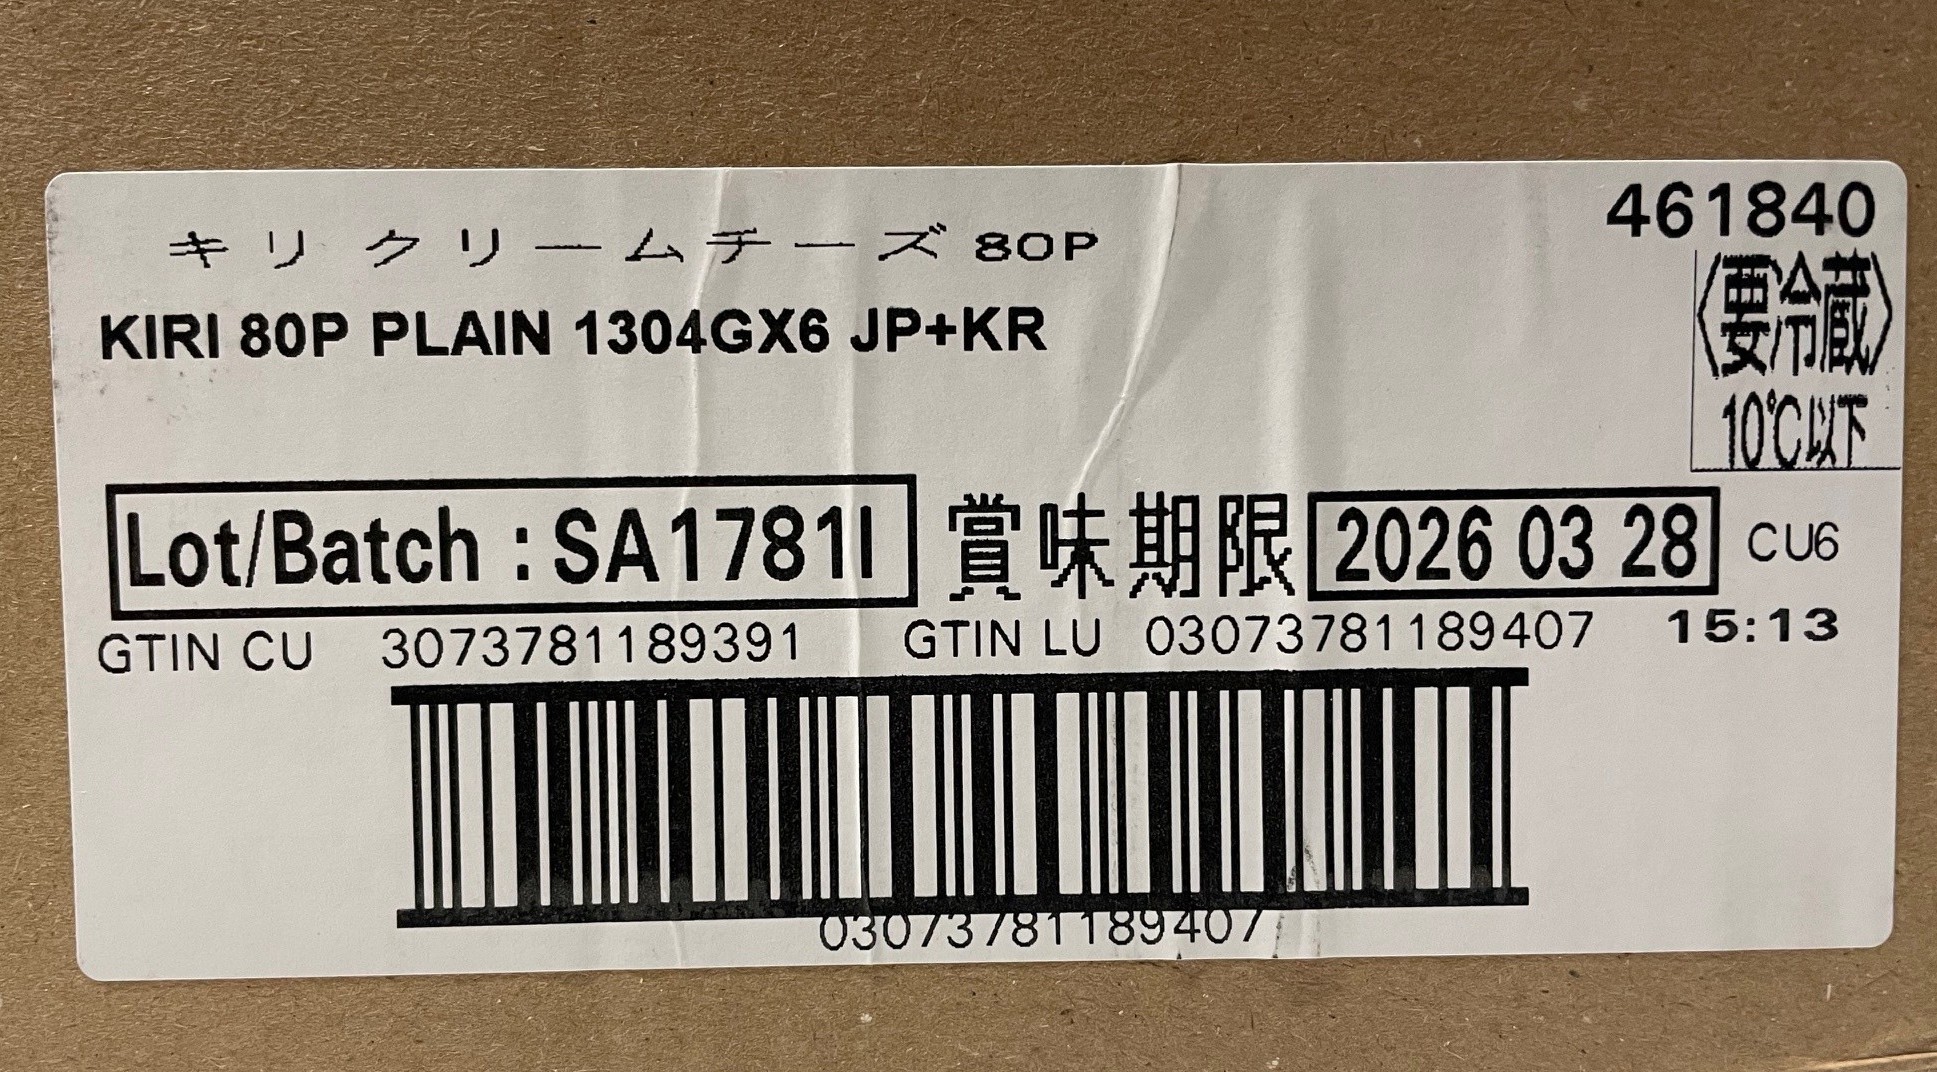 461840
キリ クリームチーズ 80P
KIRI 80P PLAIN 1304GX6 JP+KR
〈要冷蔵〉
10℃以下
Lot/Batch : SA1781I 賞味期限 2026 03 28 CU6
GTIN CU 3073781189391 GTIN LU 03073781189407 15:13
03073781189407